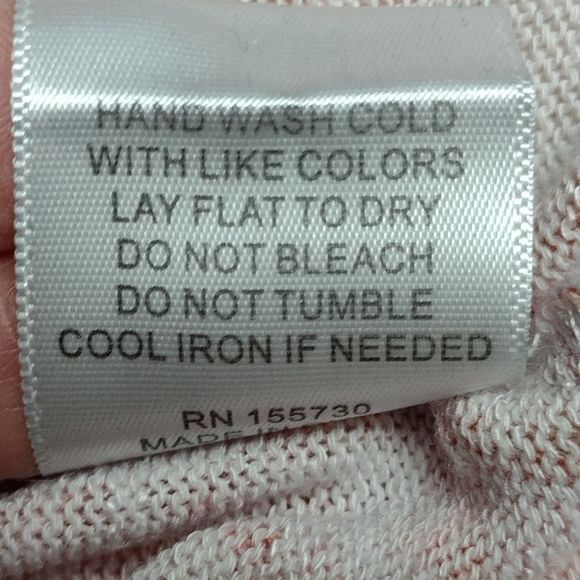 HAND WASH COLD
WITH LIKE COLORS
LAY FLAT TO DRY
DO NOT BLEACH
DO NOT TUMBLE
COOL IRON IF NEEDED
RN 155730
MADE